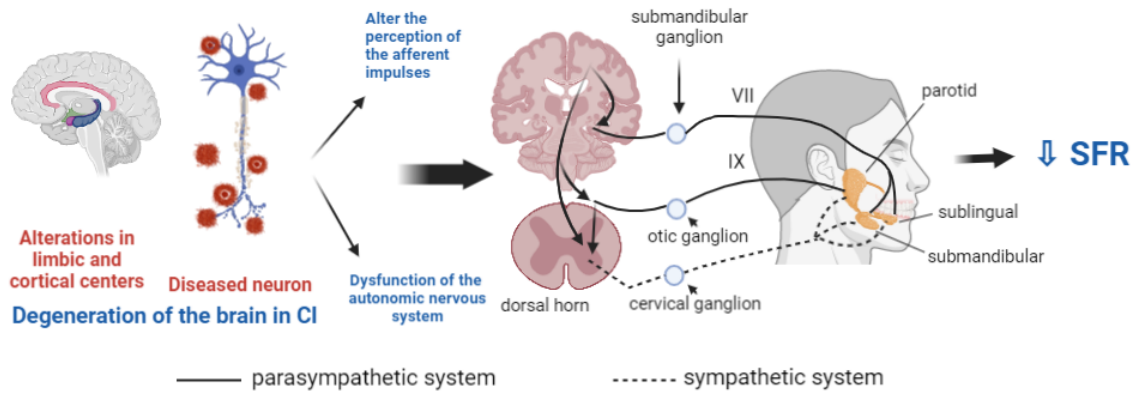 Alterations in
limbic and
cortical centers
Diseased neuron
Degeneration of the brain in CI
Alter the
perception of
the afferent
impulses
Dysfunction of the
autonomic nervous
system
submandibular
ganglion
VII
IX
otic ganglion
cervical ganglion
dorsal horn
parotid
sublingual
submandibular
⇩ SFR
parasympathetic system
sympathetic system